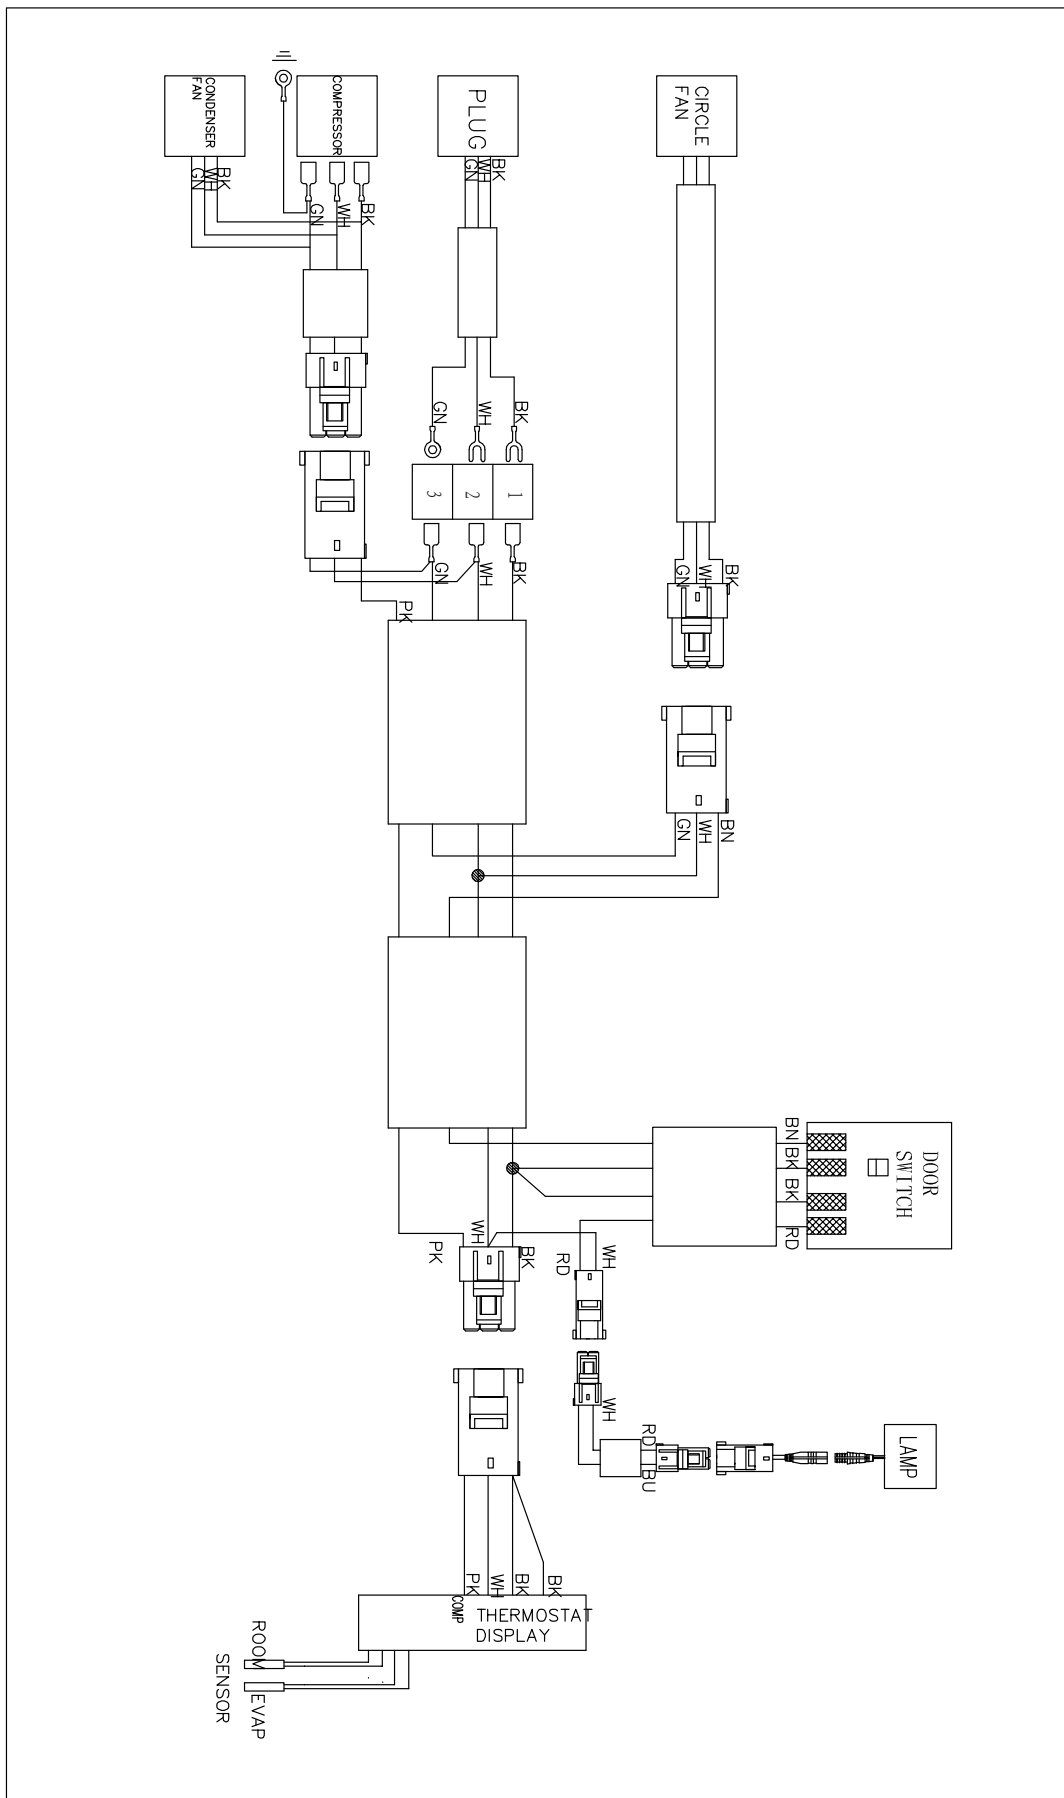 CONDENSER
FAN
COMPRESSOR
PLUG
CIRCLE
FAN
GN
WH
BK
GN
WH
BK
GN
WH
BK
GN
WH
BK
3
2
1
GN
WH
BK
PK
GN
WH
BK
GN
WH
BN
BN
BK
BK
RD
DOOR
SWITCH
WH
PK
BK
RD
WH
WH
RD
BU
LAMP
PK
WH
BK
BK
COMP
THERMOSTAT
DISPLAY
ROOM
SENSOR
EVAP